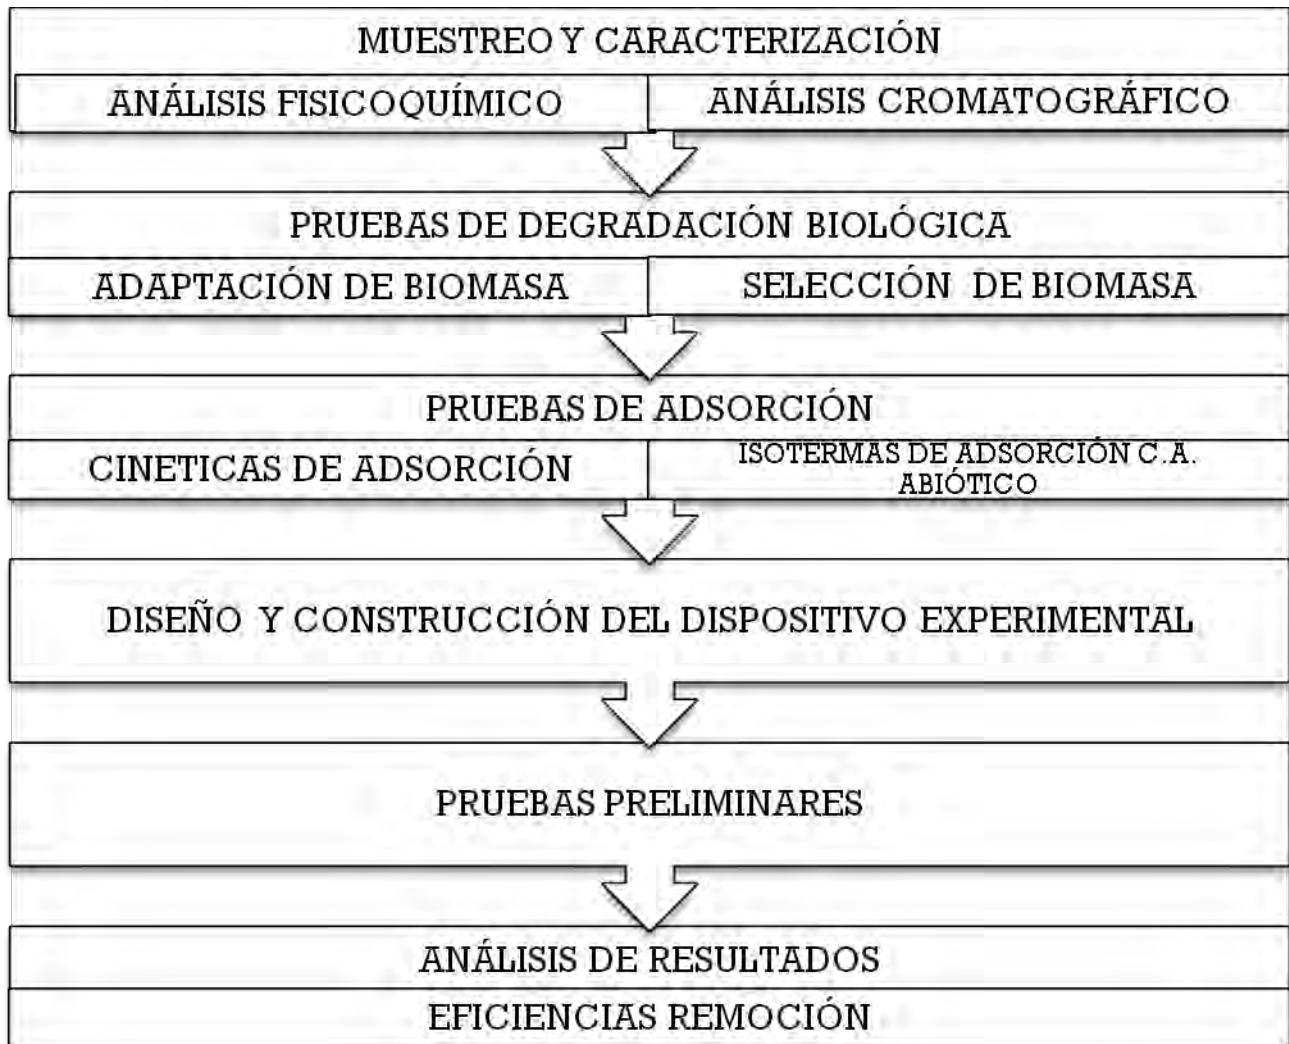 MUESTREO Y CARACTERIZACIÓN
ANÁLISIS FISICOQUÍMICO
ANÁLISIS CROMATOGRÁFICO
PRUEBAS DE DEGRADACIÓN BIOLÓGICA
ADAPTACIÓN DE BIOMASA
SELECCIÓN DE BIOMASA
PRUEBAS DE ADSORCIÓN
CINETICAS DE ADSORCIÓN
ISOTERMAS DE ADSORCIÓN C.A.
ABIÓTICO
DISEÑO Y CONSTRUCCIÓN DEL DISPOSITIVO EXPERIMENTAL
PRUEBAS PRELIMINARES
ANÁLISIS DE RESULTADOS
EFICIENCIAS REMOCIÓN